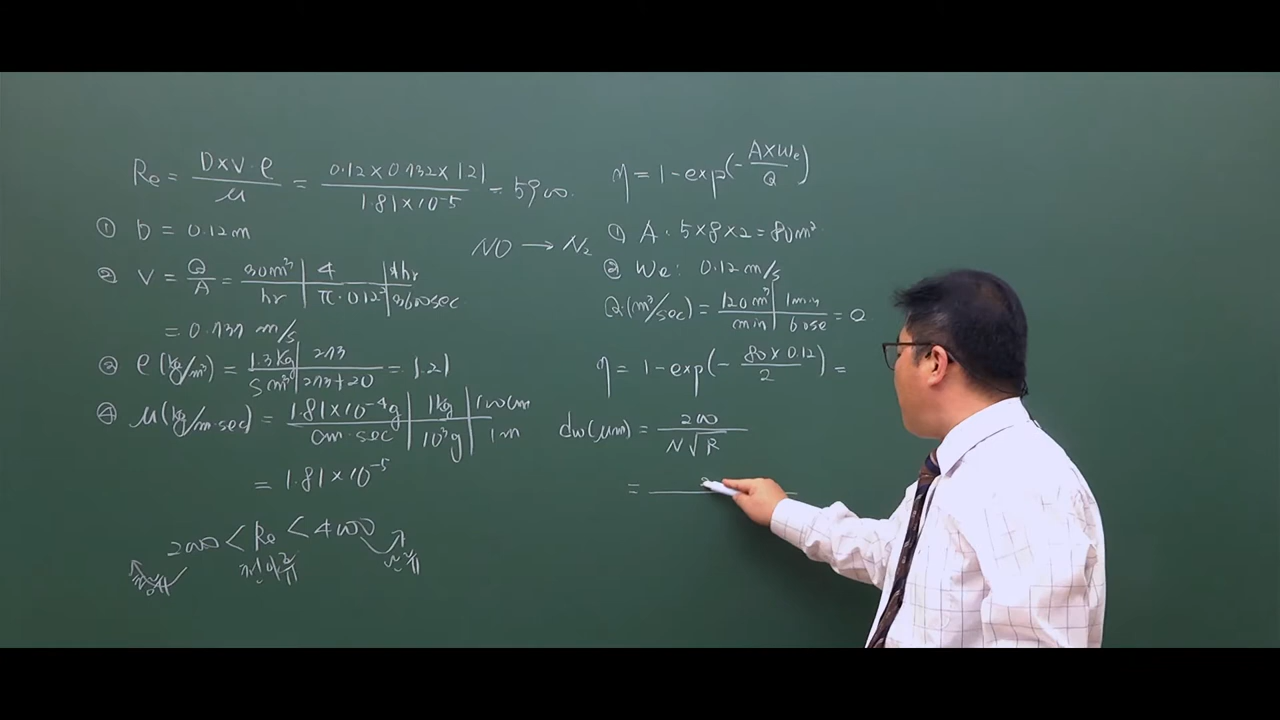 Re = D×V·ρ / μ = 0.12×0.732×1.21 / 1.81×10⁻⁵ = 5900
① D = 0.12m
② V = Q/A = 30m³/hr | 4/π·0.12² | 1hr/3600sec
= 0.737 m/s
③ ρ(kg/m³) = 1.3kg/Sm³ | 273/273+20 = 1.21
④ μ(kg/m·sec) = 1.81×10⁻⁴g/cm·sec | 1kg/10³g | 100cm/1m
= 1.81×10⁻⁵
2100 < Re < 4000
NO → N₂
η = 1-exp(-A×We/Q)
① A: 5×8×2=80m²
② We: 0.12m/s
Q:(m³/sec) = 120m³/min | 1min/60se = 2
η = 1-exp(-80×0.12/2) =
dw(μm) = 200 / N√R
=